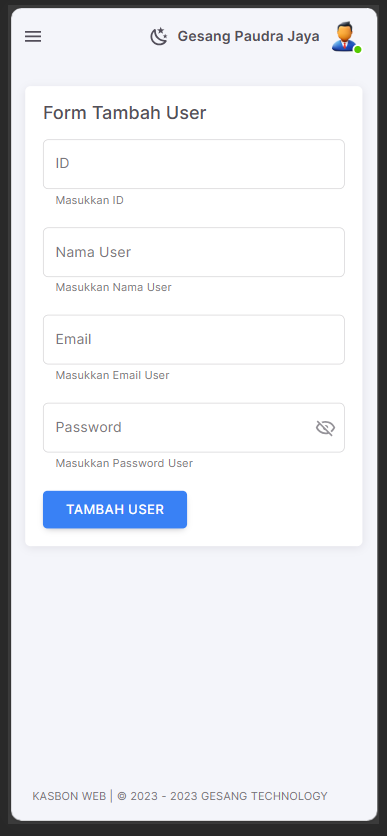 Gesang Paudra Jaya
Form Tambah User
ID
Masukkan ID
Nama User
Masukkan Nama User
Email
Masukkan Email User
Password
Masukkan Password User
TAMBAH USER
KASBON WEB | © 2023 - 2023 GESANG TECHNOLOGY